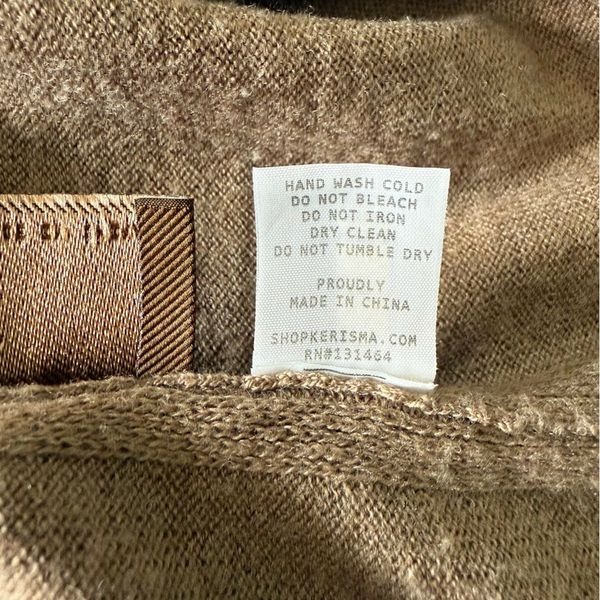 HAND WASH COLD
DO NOT BLEACH
DO NOT IRON
DRY CLEAN
DO NOT TUMBLE DRY
PROUDLY
MADE IN CHINA
SHOPKERISMA.COM
RN#131464